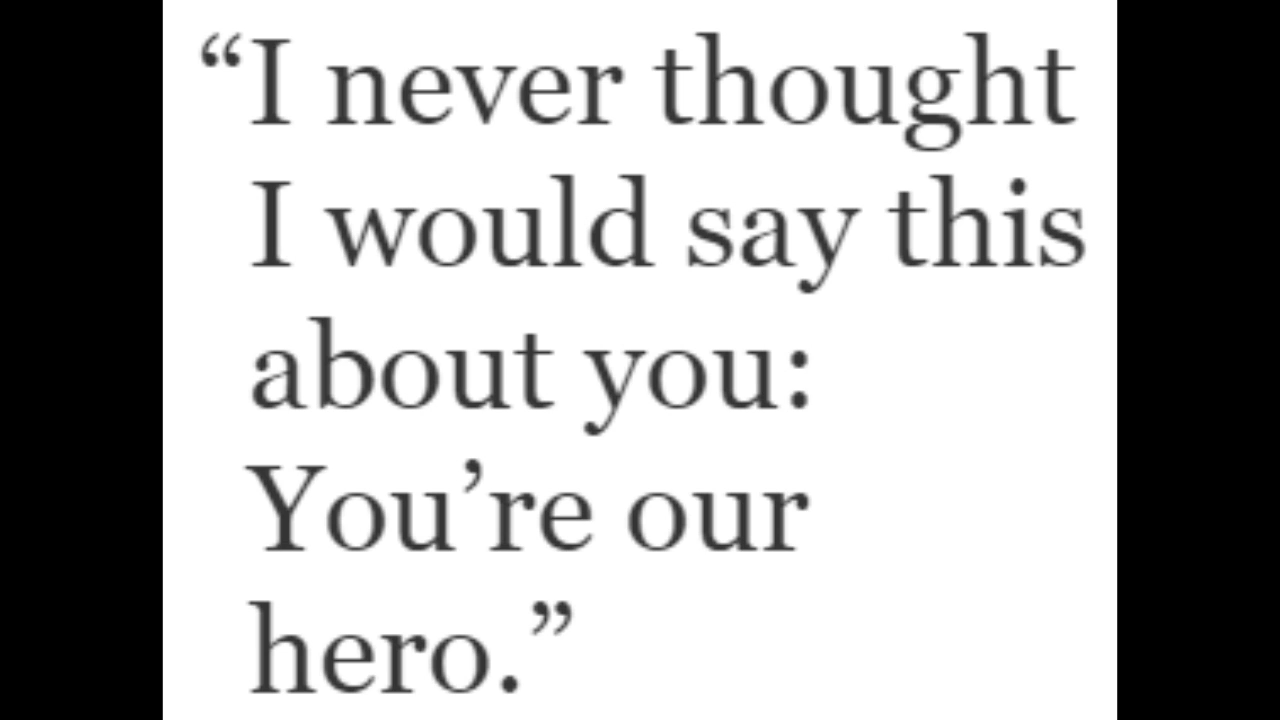 “I never thought
I would say this
about you:
You’re our
hero.”